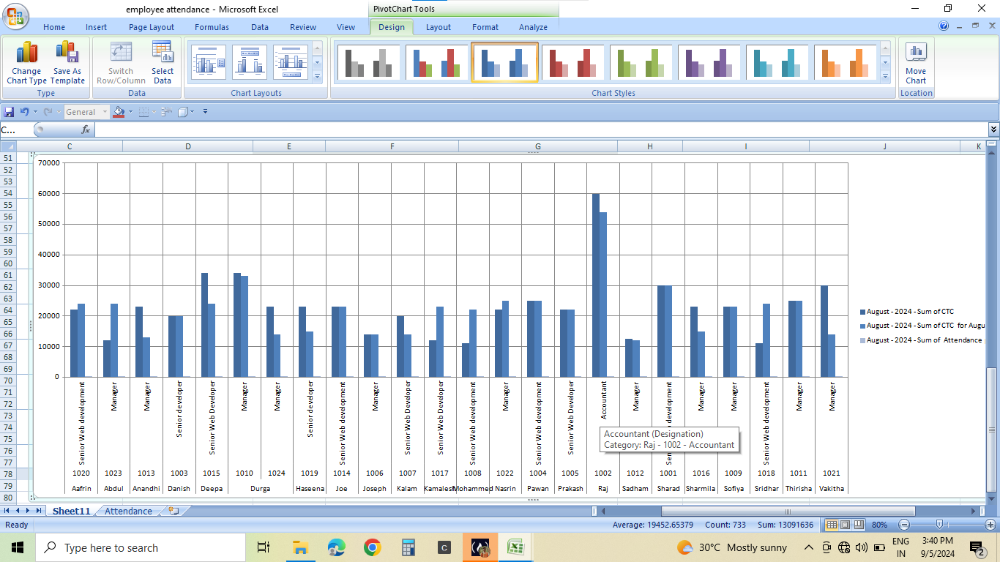 employee attendance - Microsoft Excel
PivotChart Tools
Home Insert Page Layout Formulas Data Review View Design Layout Format Analyze
Change Chart Type
Save As Template
Switch Row/Column
Select Data
Move Chart
Type Data Chart Layouts Chart Styles Location
General
C... fx
C D E F G H I J K
51
52
53
54
55
56
57
58
59
60
61
62
63
64
65
66
67
68
69
70
71
72
73
74
75
76
77
78
79
80
70000
60000
50000
40000
30000
20000
10000
0
August - 2024 - Sum of CTC
August - 2024 - Sum of CTC for Augu
August - 2024 - Sum of Attendance
Senior Web development
Manager
Manager
Senior developer
Senior Web Developer
Manager
Manager
Senior developer
Senior Web development
Manager
Senior Web Developer
Senior Web Developer
Senior Web development
Manager
Senior Web development
Senior Web Developer
Accountant
Manager
Senior Web development
Manager
Manager
Senior Web development
Manager
Manager
Accountant (Designation)
Category: Raj - 1002 - Accountant
1020 1023 1013 1003 1015 1010 1024 1019 1014 1006 1007 1017 1008 1022 1004 1005 1002 1012 1001 1016 1009 1018 1011 1021
Aafrin Abdul Anandhi Danish Deepa Durga Haseena Joe Joseph Kalam Kamalesh Mohammed Nasrin Pawan Prakash Raj Sadham Sharad Sharmila Sofiya Sridhar Thirisha Vakitha
Sheet11 Attendance
Ready Average: 19452.65379 Count: 733 Sum: 13091636 80%
Type here to search
30°C Mostly sunny
ENG
IN
3:40 PM
9/5/2024
2